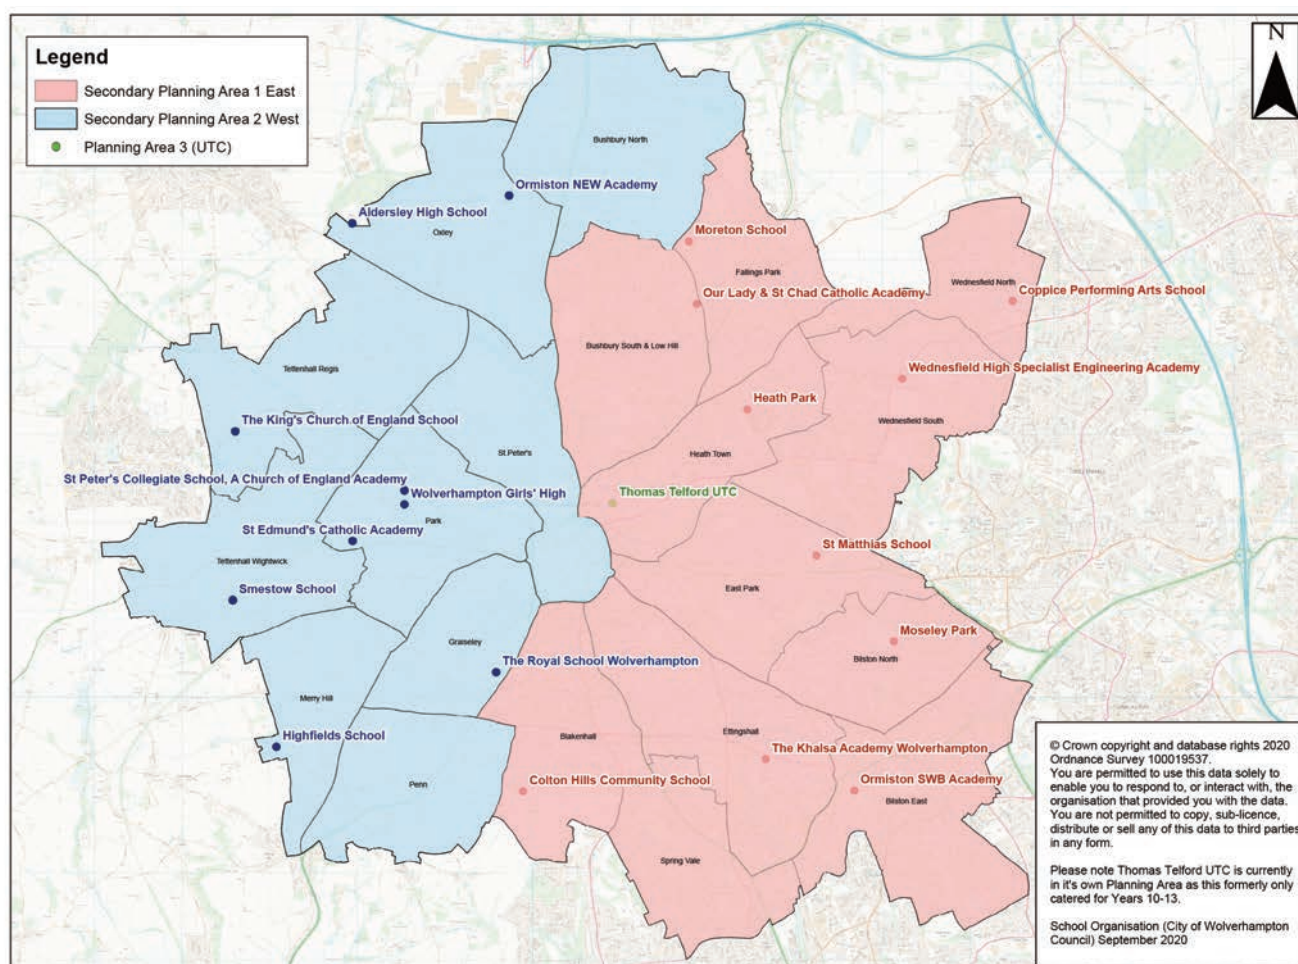 Legend
Secondary Planning Area 1 East
Secondary Planning Area 2 West
Planning Area 3 (UTC)
N
Bushbury North
Ormiston NEW Academy
Aldersley High School
Oxley
Moreton School
Fallings Park
Wednesfield North
Our Lady & St Chad Catholic Academy
Coppice Performing Arts School
Bushbury South & Low Hill
Tettenhall Regis
Wednesfield High Specialist Engineering Academy
Heath Park
The King's Church of England School
Wednesfield South
St.Peter's
Heath Town
St Peter's Collegiate School, A Church of England Academy
Wolverhampton Girls' High
Thomas Telford UTC
Park
St Edmund's Catholic Academy
St Matthias School
Tettenhall Wightwick
East Park
Smestow School
Graiseley
Moseley Park
Bilston North
The Royal School Wolverhampton
Merry Hill
Highfields School
Blakenhall
Ettingshall
The Khalsa Academy Wolverhampton
Colton Hills Community School
Penn
Ormiston SWB Academy
Bilston East
Spring Vale
© Crown copyright and database rights 2020
Ordnance Survey 100019537.
You are permitted to use this data solely to
enable you to respond to, or interact with, the
organisation that provided you with the data.
You are not permitted to copy, sub-licence,
distribute or sell any of this data to third parties
in any form.
Please note Thomas Telford UTC is currently
in it's own Planning Area as this formerly only
catered for Years 10-13.
School Organisation (City of Wolverhampton
Council) September 2020